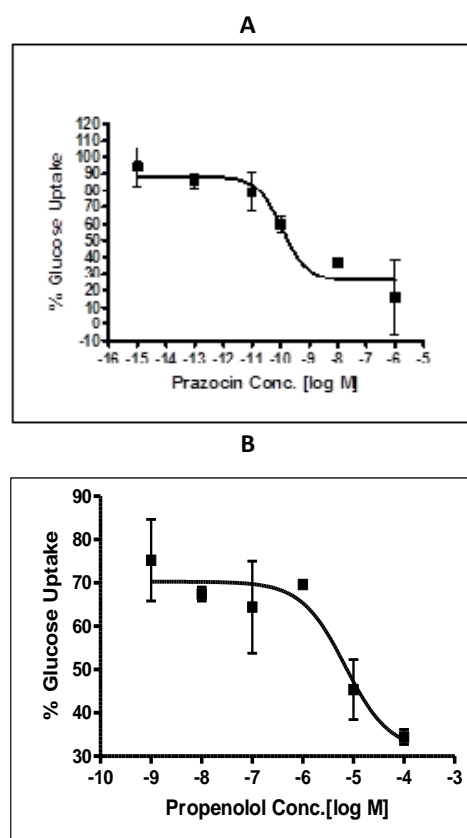 A
% Glucose Uptake
120
110
100
90
80
70
60
50
40
30
20
10
0
-10
-16 -15 -14 -13 -12 -11 -10 -9 -8 -7 -6 -5
Prazocin Conc. [log M]
B
% Glucose Uptake
90
80
70
60
50
40
30
-10 -9 -8 -7 -6 -5 -4 -3
Propenolol Conc.[log M]